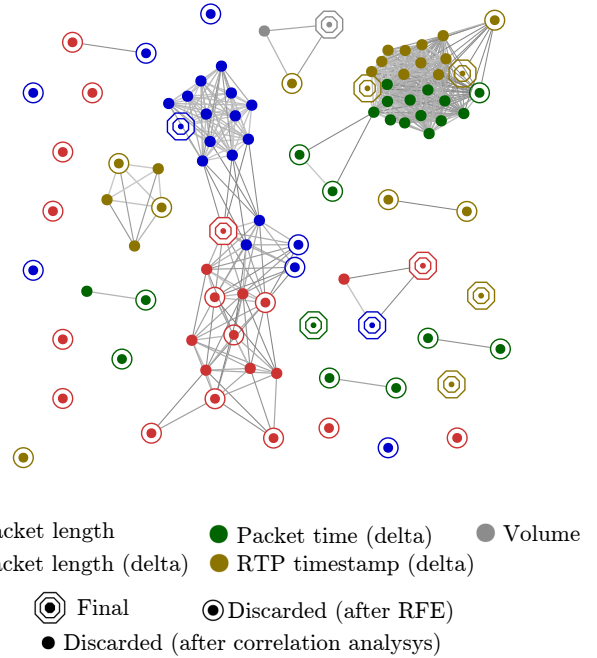 acket length Packet time (delta) Volume
acket length (delta) RTP timestamp (delta)
Final Discarded (after RFE)
Discarded (after correlation analysys)